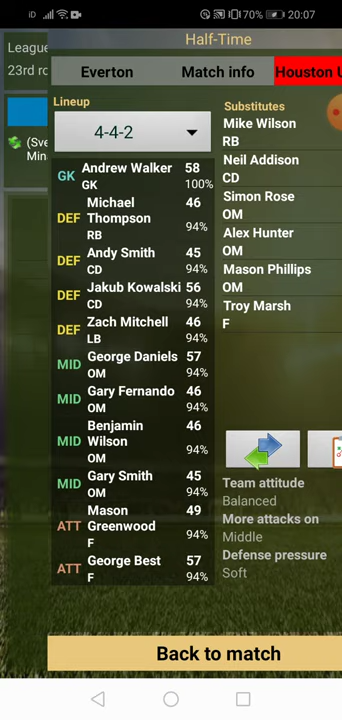 iD 70% 20:07
Half-Time
League
23rd ro
Everton Match info Houston U
Lineup
4-4-2
(Sve
Min
GK Andrew Walker 58
GK 100%
DEF Michael Thompson 46
RB 94%
DEF Andy Smith 45
CD 94%
DEF Jakub Kowalski 56
CD 94%
DEF Zach Mitchell 46
LB 94%
MID George Daniels 57
OM 94%
MID Gary Fernando 46
OM 94%
MID Benjamin Wilson 46
OM 94%
MID Gary Smith 45
OM 94%
ATT Mason Greenwood 49
F 94%
ATT George Best 57
F 94%
Substitutes
Mike Wilson
RB
Neil Addison
CD
Simon Rose
OM
Alex Hunter
OM
Mason Phillips
OM
Troy Marsh
F
Team attitude
Balanced
More attacks on
Middle
Defense pressure
Soft
Back to match